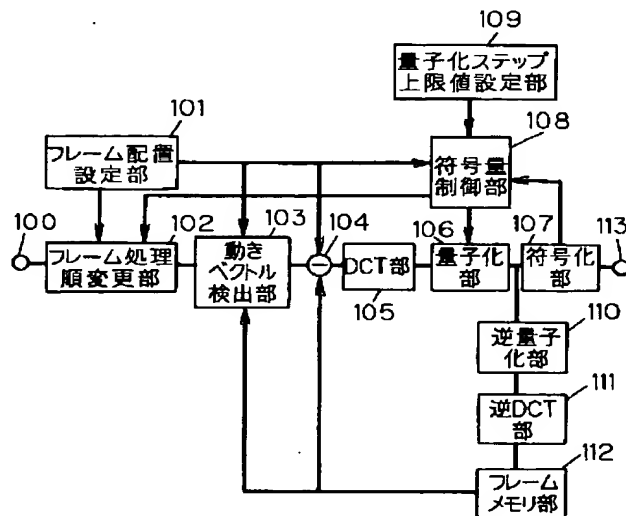 109
量子化ステップ
上限値設定部
101
108
フレーム配置
設定部
符号量
制御部
100
102
103
104
106
107
113
フレーム処理
順変更部
動き
ベクトル
検出部
DCT部
量子化部
符号化部
105
110
逆量子
化部
111
逆DCT
部
112
フレーム
メモリ部